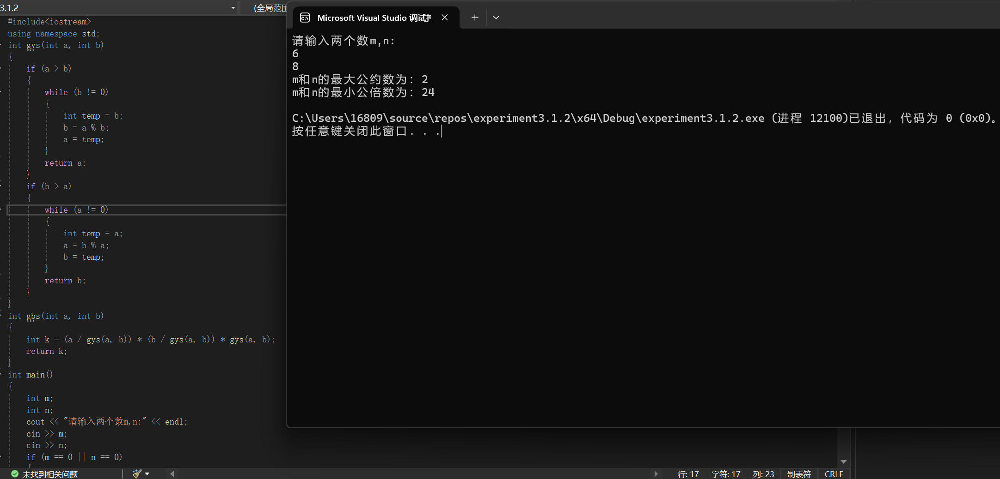 3.1.2
(全局范围
#include<iostream>
using namespace std;
int gys(int a, int b)
{
if (a > b)
{
while (b != 0)
{
int temp = b;
b = a % b;
a = temp;
}
return a;
}
if (b > a)
{
while (a != 0)
{
int temp = a;
a = b % a;
b = temp;
}
return b;
}
}
int gbs(int a, int b)
{
int k = (a / gys(a, b)) * (b / gys(a, b)) * gys(a, b);
return k;
}
int main()
{
int m;
int n;
cout << "请输入两个数m,n:" << endl;
cin >> m;
cin >> n;
if (m == 0 || n == 0)
{
未找到相关问题
行: 17 字符: 17 列: 23 制表符 CRLF
Microsoft Visual Studio 调试
请输入两个数m,n:
6
8
m和n的最大公约数为: 2
m和n的最小公倍数为: 24
C:\Users\16809\source\repos\experiment3.1.2\x64\Debug\experiment3.1.2.exe (进程 12100)已退出, 代码为 0 (0x0)。
按任意键关闭此窗口. . .